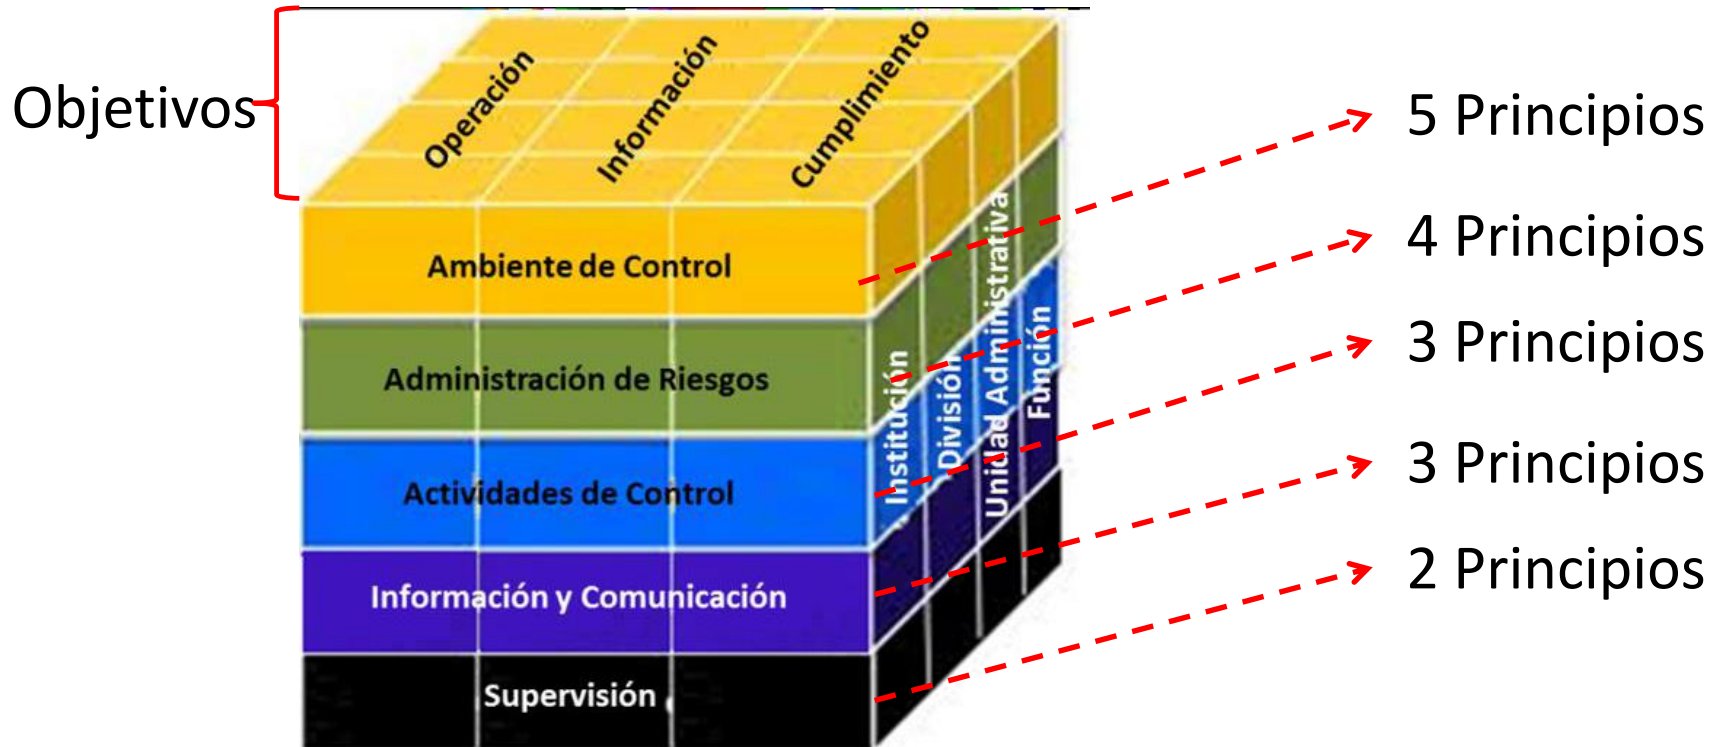 Objetivos
Operación
Información
Cumplimiento
Ambiente de Control
Administración de Riesgos
Actividades de Control
Información y Comunicación
Supervisión
Institución
División
Unidad Administrativa
Función
5 Principios
4 Principios
3 Principios
3 Principios
2 Principios